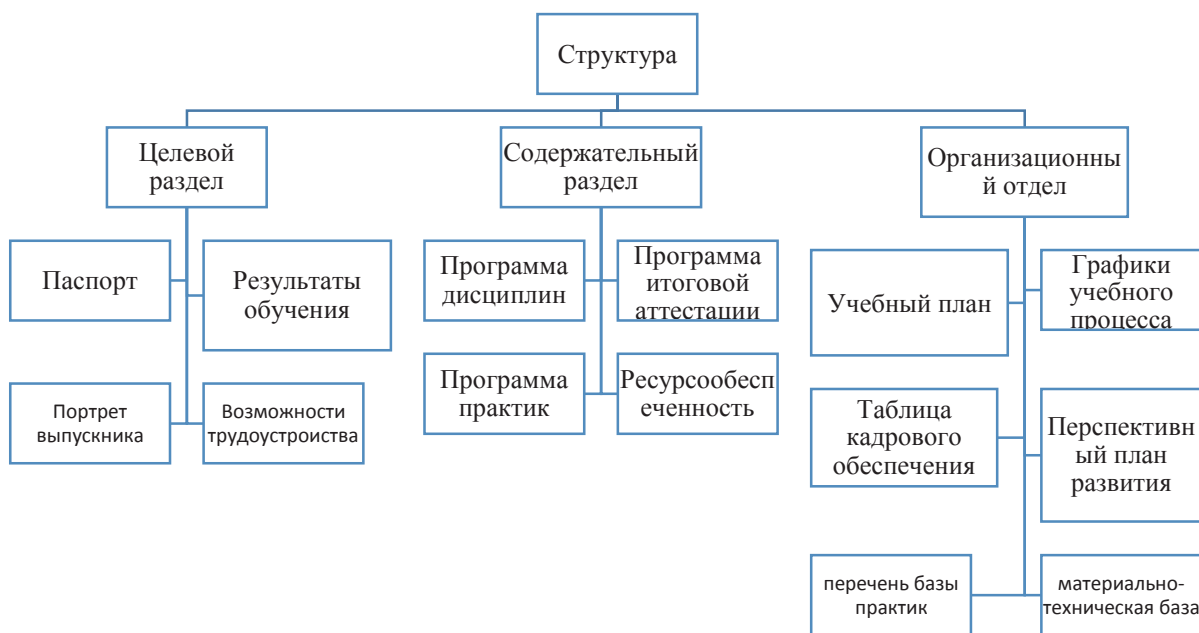 Структура
Целевой
раздел
Паспорт
Результаты
обучения
Портрет
выпускника
Возможности
трудоустроиства
Содержательный
раздел
Программа
дисциплин
Программа
итоговой
аттестации
Программа
практик
Ресурсообесп
еченность
Организационны
й отдел
Учебный план
Графики
учебного
процесса
Таблица
кадрового
обеспечения
Перспективн
ый план
развития
перечень базы
практик
материально-
техническая база